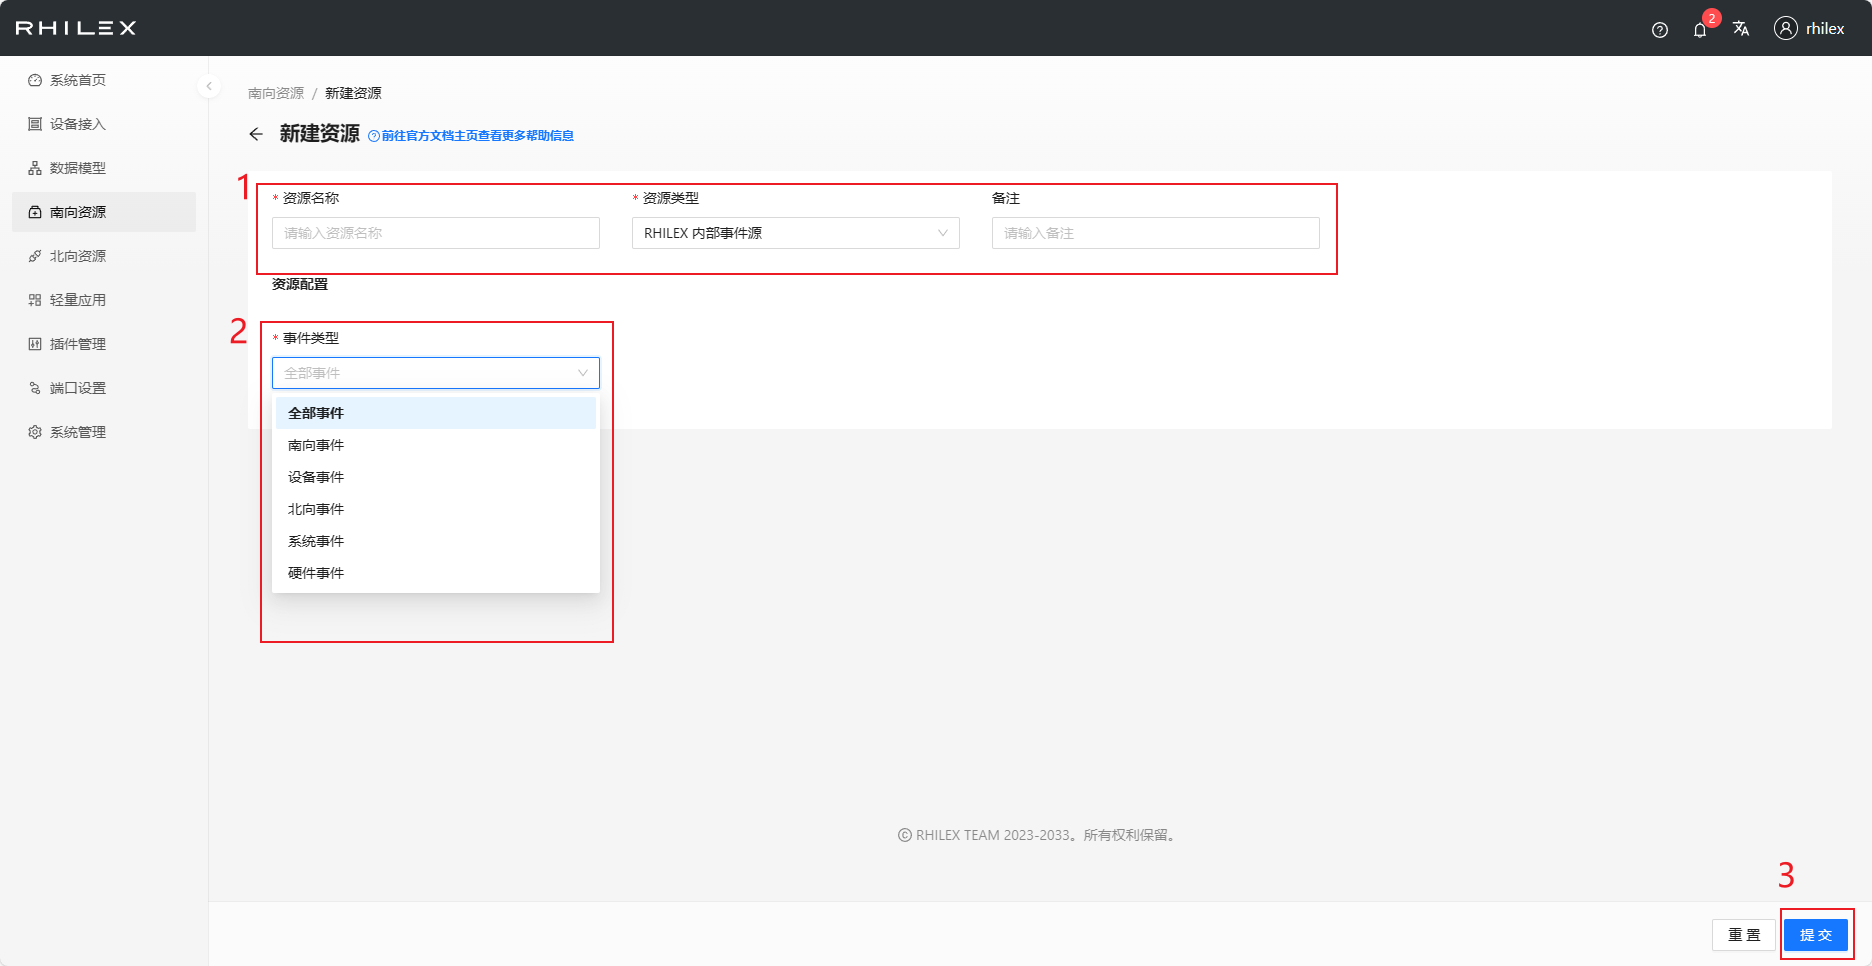 RHILEX
2
rhilex
系统首页
设备接入
数据模型
南向资源
北向资源
轻量应用
插件管理
端口设置
系统管理
南向资源 / 新建资源
新建资源 前往官方文档主页查看更多帮助信息
1
* 资源名称
请输入资源名称
* 资源类型
RHILEX 内部事件源
备注
请输入备注
资源配置
2
* 事件类型
全部事件
全部事件
南向事件
设备事件
北向事件
系统事件
硬件事件
© RHILEX TEAM 2023-2033。所有权利保留。
3
重 置
提 交